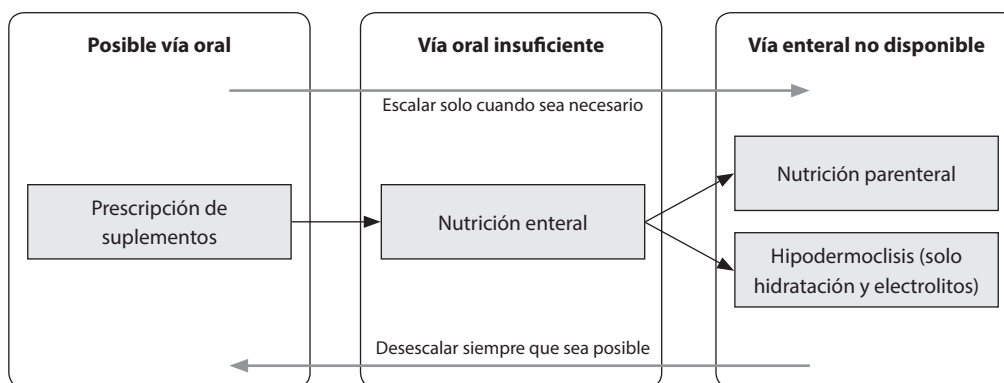 Posible vía oral
Vía oral insuficiente
Vía enteral no disponible
Escalar solo cuando sea necesario
Prescripción de
suplementos
Nutrición enteral
Nutrición parenteral
Hipodermoclisis (solo
hidratación y electrolitos)
Desescalar siempre que sea posible